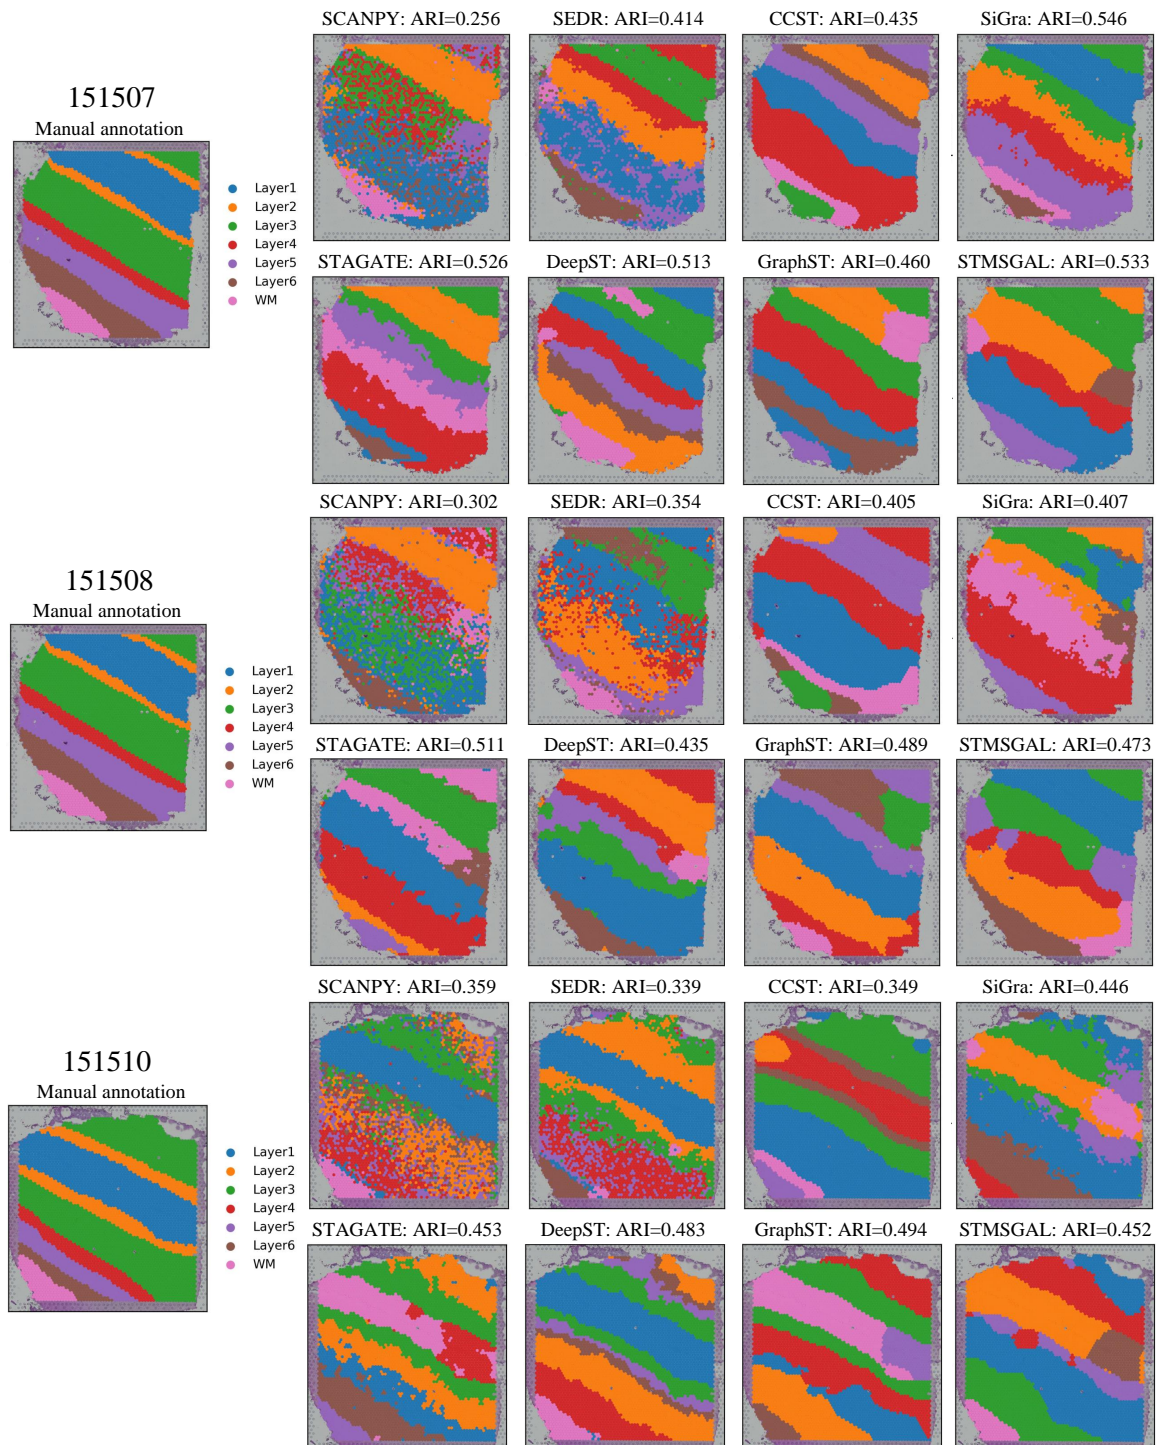 SCANPY: ARI=0.256
SEDR: ARI=0.414
CCST: ARI=0.435
SiGra: ARI=0.546
151507
Manual annotation
Layer1
Layer2
Layer3
Layer4
Layer5
Layer6
WM
STAGATE: ARI=0.526
DeepST: ARI=0.513
GraphST: ARI=0.460
STMSGAL: ARI=0.533
SCANPY: ARI=0.302
SEDR: ARI=0.354
CCST: ARI=0.405
SiGra: ARI=0.407
151508
Manual annotation
Layer1
Layer2
Layer3
Layer4
Layer5
Layer6
WM
STAGATE: ARI=0.511
DeepST: ARI=0.435
GraphST: ARI=0.489
STMSGAL: ARI=0.473
SCANPY: ARI=0.359
SEDR: ARI=0.339
CCST: ARI=0.349
SiGra: ARI=0.446
151510
Manual annotation
Layer1
Layer2
Layer3
Layer4
Layer5
Layer6
WM
STAGATE: ARI=0.453
DeepST: ARI=0.483
GraphST: ARI=0.494
STMSGAL: ARI=0.452